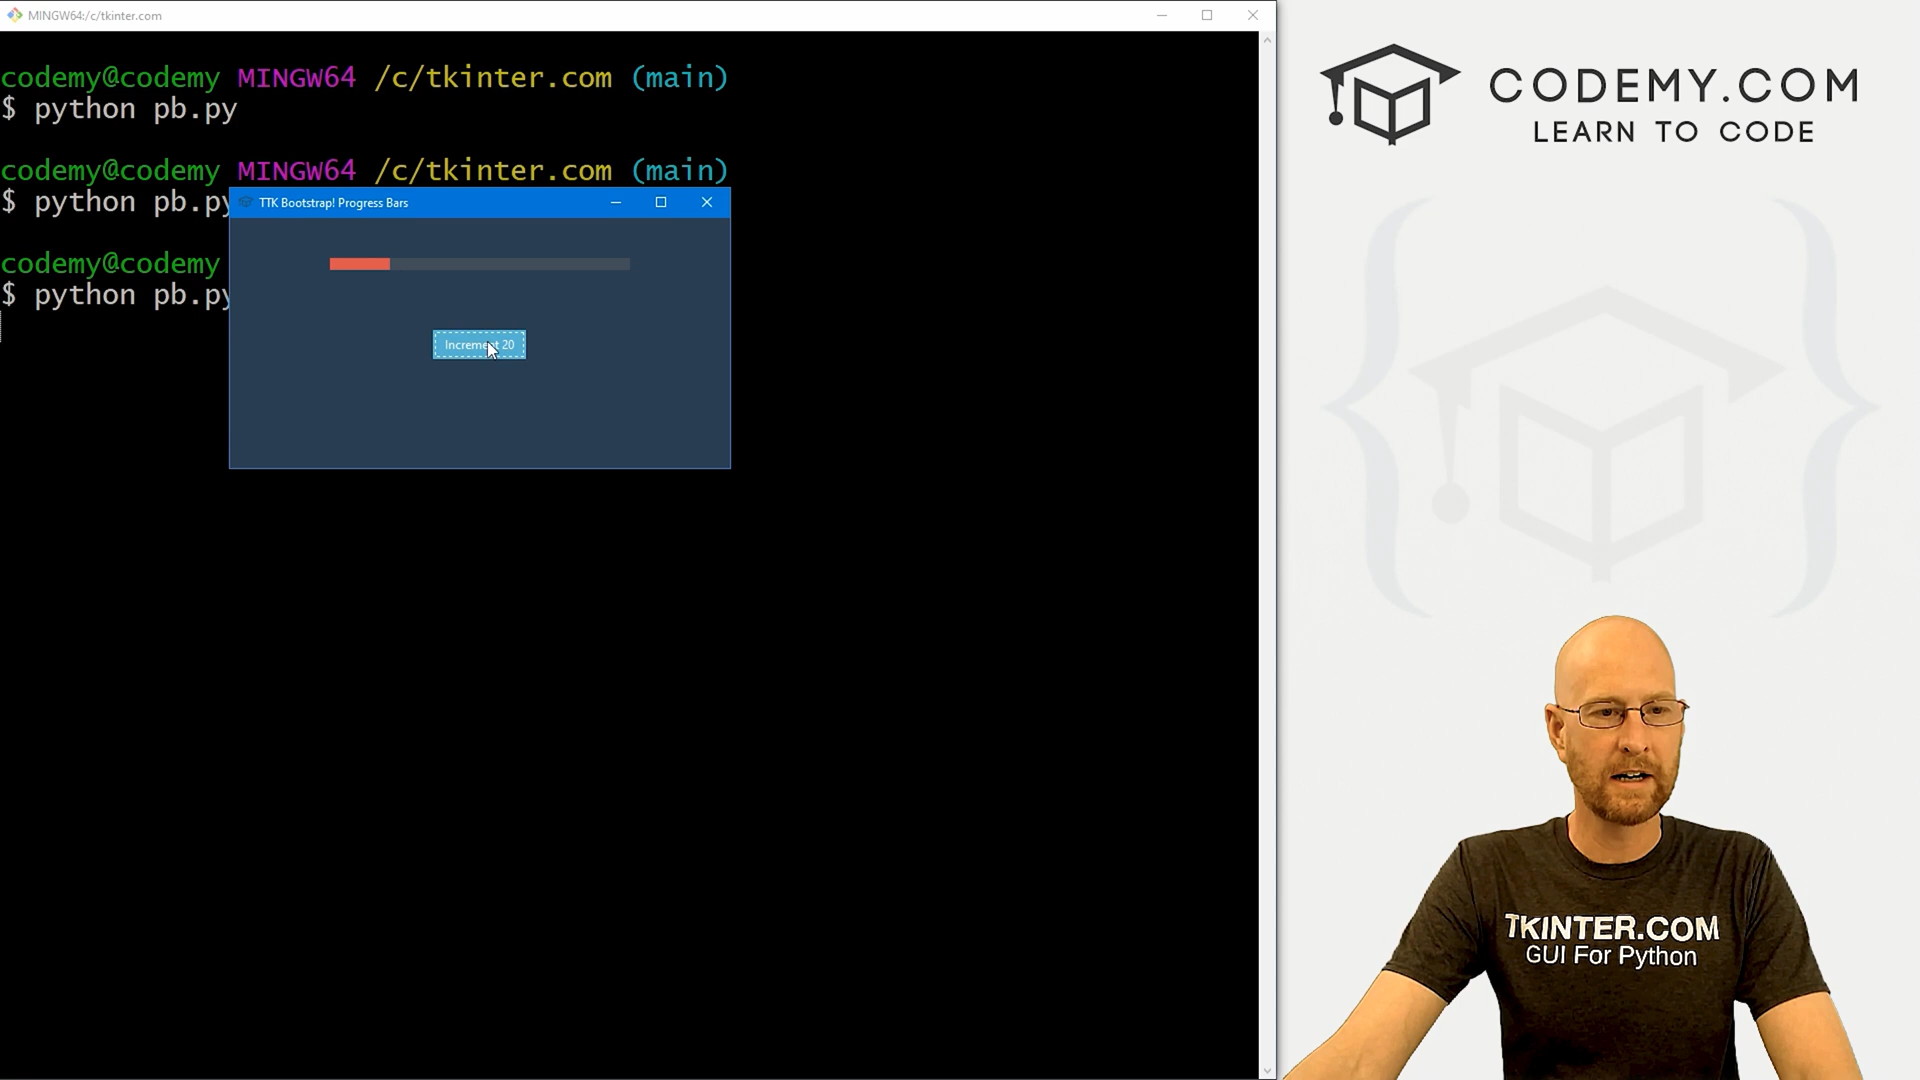 MINGW64:/c/tkinter.com
codemy@codemy MINGW64 /c/tkinter.com (main)
$ python pb.py
codemy@codemy MINGW64 /c/tkinter.com (main)
$ python pb.py
TTK Bootstrap! Progress Bars
codemy@codemy
$ python pb.py
Increment 20
CODEMY.COM
LEARN TO CODE
TKINTER.COM
GUI For Python